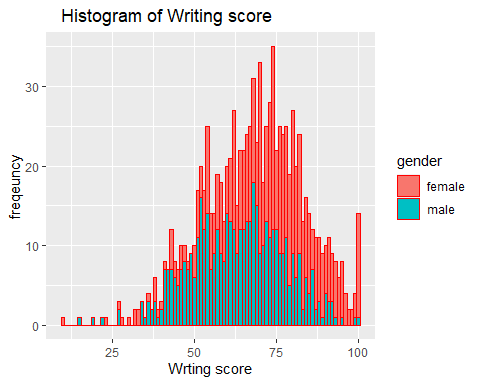 Histogram of Writing score
freqeuncy
30
20
10
0
25
50
75
100
Wrting score
gender
female
male